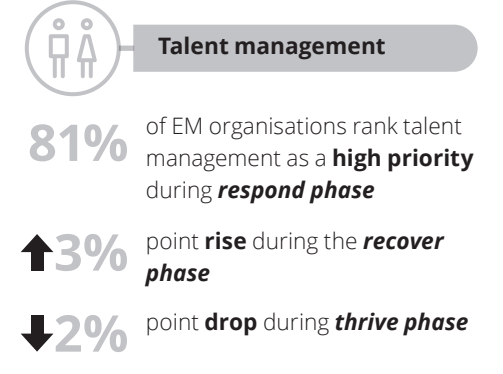 Talent management
81%
of EM organisations rank talent
management as a high priority
during respond phase
3%
point rise during the recover
phase
2%
point drop during thrive phase